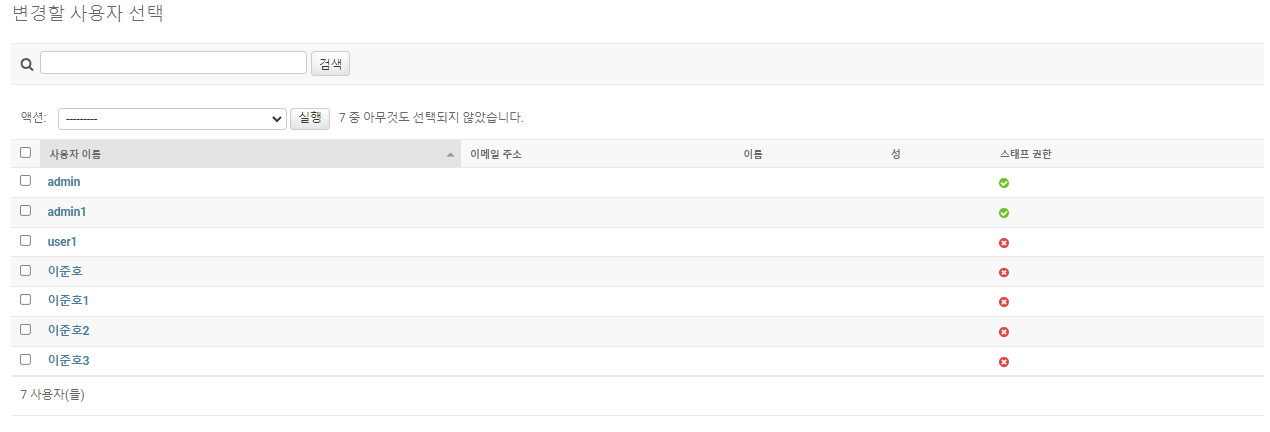 변경할 사용자 선택
검색
액션: --------- 실행 7 중 아무것도 선택되지 않았습니다.
사용자 이름 이메일 주소 이름 성 스태프 권한
admin
admin1
user1
이준호
이준호1
이준호2
이준호3
7 사용자(들)